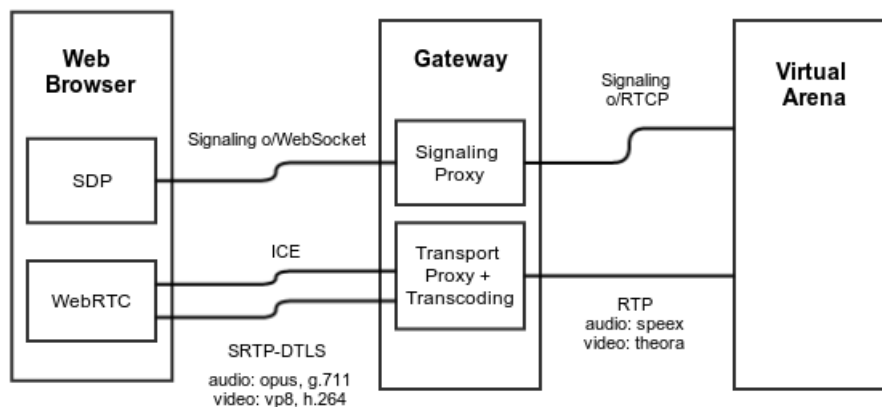 Web
Browser
SDP
WebRTC
Signaling o/WebSocket
ICE
SRTP-DTLS
audio: opus, g.711
video: vp8, h.264
Gateway
Signaling
Proxy
Transport
Proxy +
Transcoding
Signaling
o/RTCP
RTP
audio: speex
video: theora
Virtual
Arena